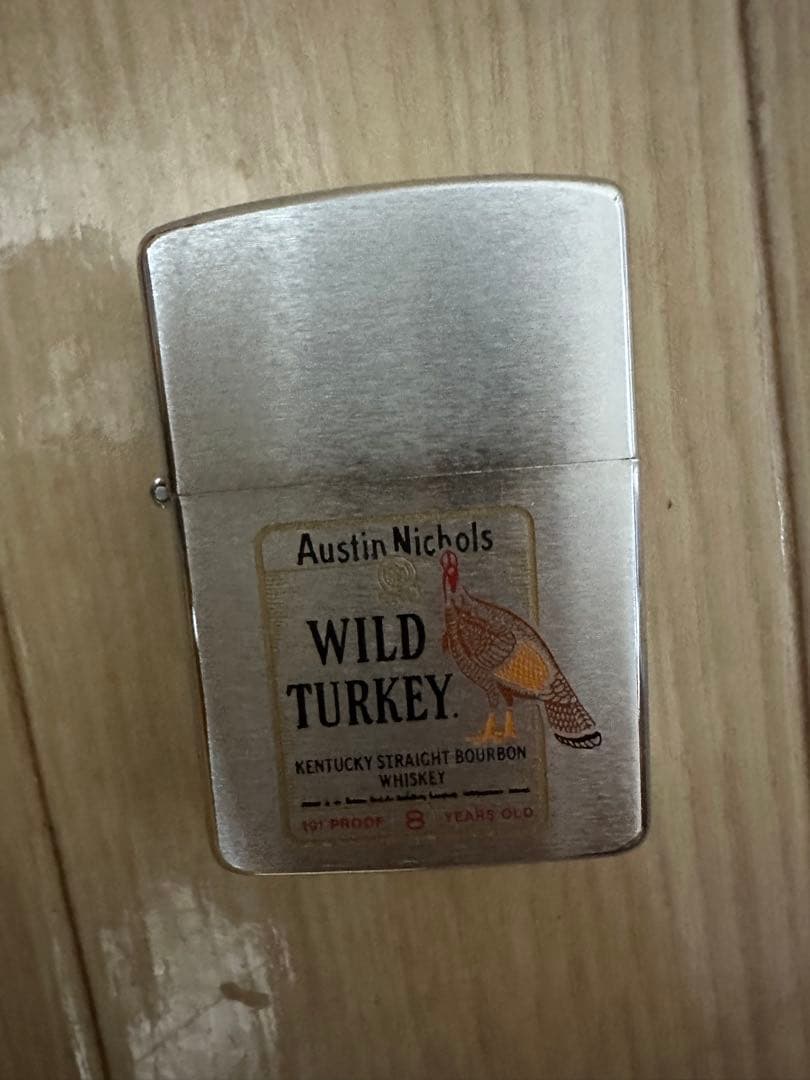 Austin Nichols
WILD
TURKEY.
KENTUCKY STRAIGHT BOURBON
WHISKEY
101 PROOF 8 YEARS OLD